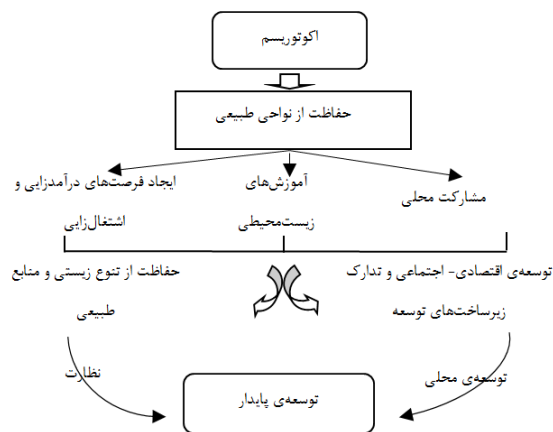 اکوتوریسم
حفاظت از نواحی طبیعی
مشارکت محلی
آموزش‌های
زیست‌محیطی
ایجاد فرصت‌های درآمدزایی و
اشتغال‌زایی
توسعه‌ی اقتصادی- اجتماعی و تدارک
زیرساخت‌های توسعه
حفاظت از تنوع زیستی و منابع
طبیعی
توسعه‌ی محلی
نظارت
توسعه‌ی پایدار